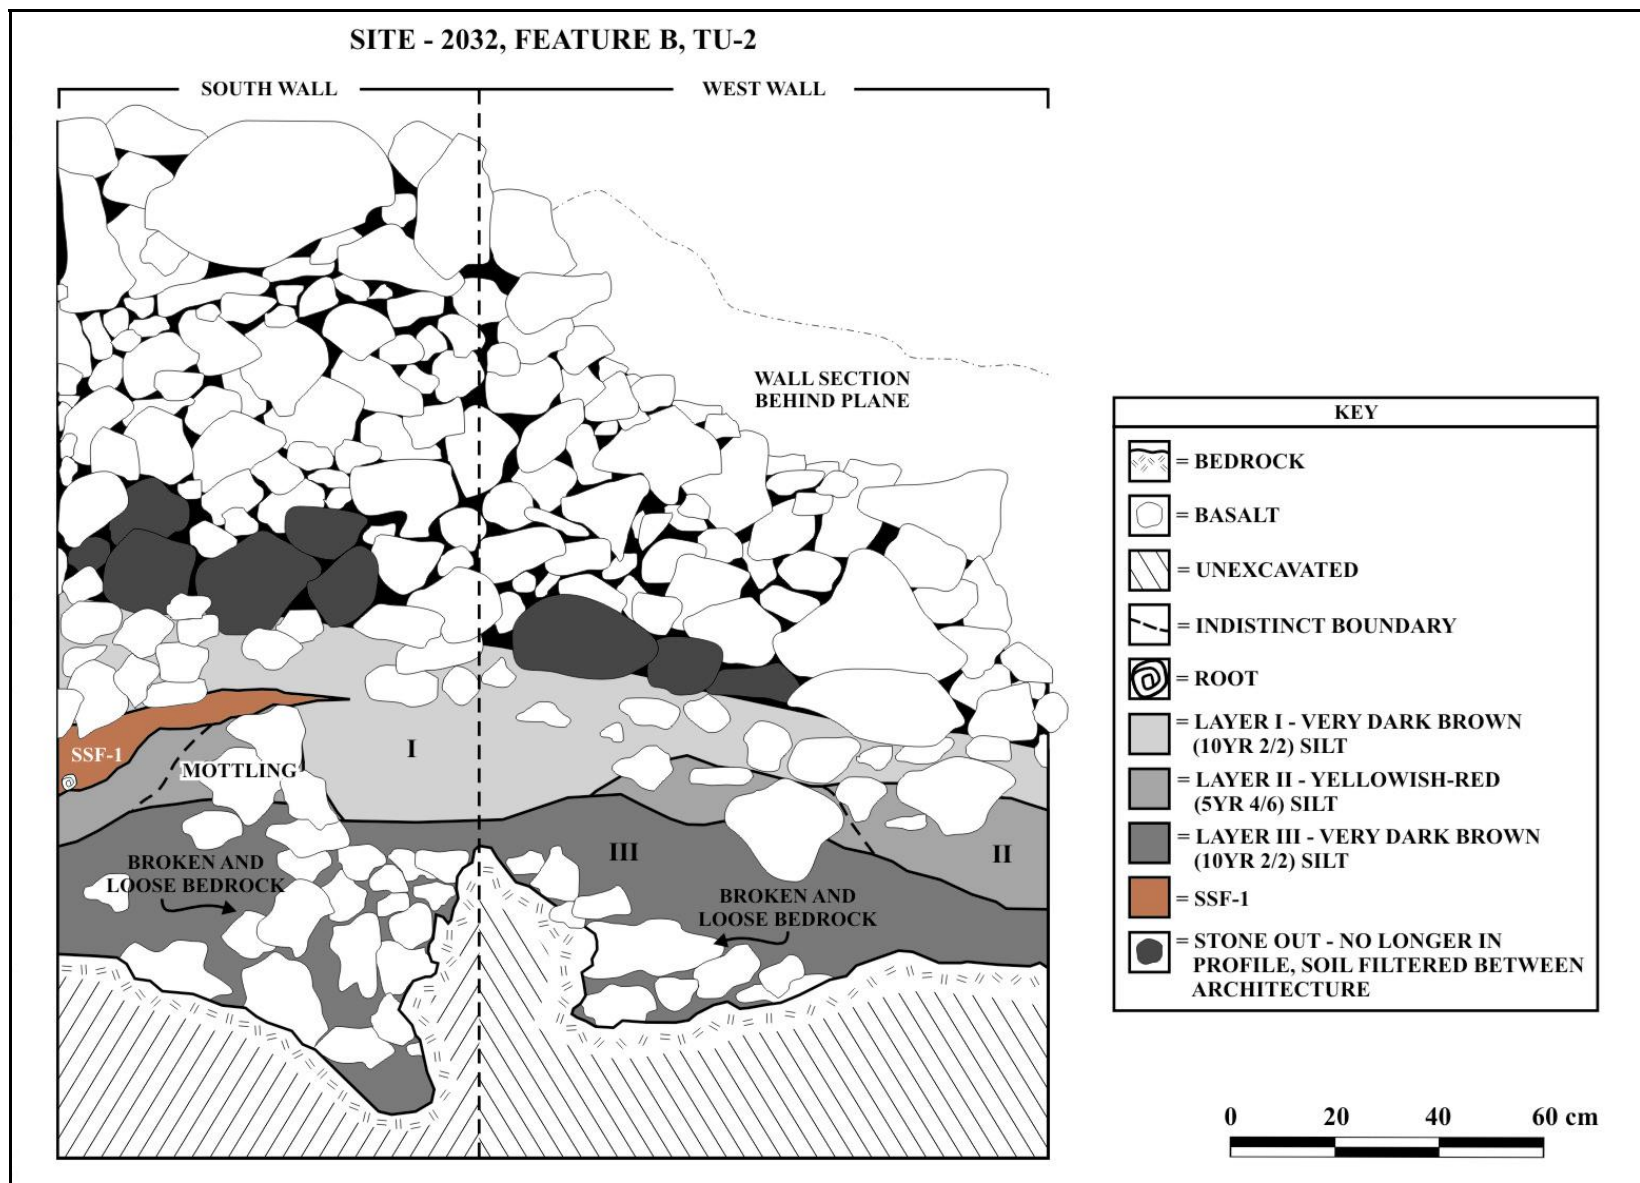 SITE - 2032, FEATURE B, TU-2
SOUTH WALL
WEST WALL
WALL SECTION
BEHIND PLANE
SSF-1
MOTTLING
I
III
II
BROKEN AND
LOOSE BEDROCK
BROKEN AND
LOOSE BEDROCK
KEY
= BEDROCK
= BASALT
= UNEXCAVATED
= INDISTINCT BOUNDARY
= ROOT
= LAYER I - VERY DARK BROWN
(10YR 2/2) SILT
= LAYER II - YELLOWISH-RED
(5YR 4/6) SILT
= LAYER III - VERY DARK BROWN
(10YR 2/2) SILT
= SSF-1
= STONE OUT - NO LONGER IN
PROFILE, SOIL FILTERED BETWEEN
ARCHITECTURE
0 20 40 60 cm